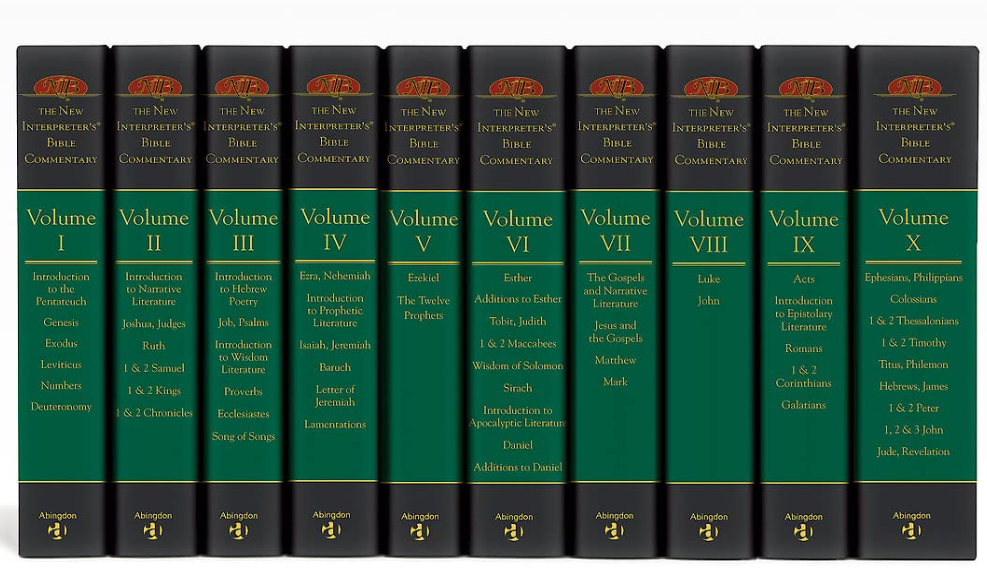 NIB
THE NEW
INTERPRETER'S®
BIBLE
COMMENTARY
Volume
I
Introduction
to the
Pentateuch
Genesis
Exodus
Leviticus
Numbers
Deuteronomy
Abingdon
a
NIB
THE NEW
INTERPRETER'S®
BIBLE
COMMENTARY
Volume
II
Introduction
to Narrative
Literature
Joshua, Judges
Ruth
1 & 2 Samuel
1 & 2 Kings
1 & 2 Chronicles
Abingdon
a
NIB
THE NEW
INTERPRETER'S®
BIBLE
COMMENTARY
Volume
III
Introduction
to Hebrew
Poetry
Job, Psalms
Introduction
to Wisdom
Literature
Proverbs
Ecclesiastes
Song of Songs
Abingdon
a
NIB
THE NEW
INTERPRETER'S®
BIBLE
COMMENTARY
Volume
IV
Ezra, Nehemiah
Introduction
to Prophetic
Literature
Isaiah, Jeremiah
Baruch
Letter of
Jeremiah
Lamentations
Abingdon
a
NIB
THE NEW
INTERPRETER'S®
BIBLE
COMMENTARY
Volume
V
Ezekiel
The Twelve
Prophets
Abingdon
a
NIB
THE NEW
INTERPRETER'S®
BIBLE
COMMENTARY
Volume
VI
Esther
Additions to Esther
Tobit, Judith
1 & 2 Maccabees
Wisdom of Solomon
Sirach
Introduction to
Apocalyptic Literature
Daniel
Additions to Daniel
Abingdon
a
NIB
THE NEW
INTERPRETER'S®
BIBLE
COMMENTARY
Volume
VII
The Gospels
and Narrative
Literature
Jesus and
the Gospels
Matthew
Mark
Abingdon
a
NIB
THE NEW
INTERPRETER'S®
BIBLE
COMMENTARY
Volume
VIII
Luke
John
Abingdon
a
NIB
THE NEW
INTERPRETER'S®
BIBLE
COMMENTARY
Volume
IX
Acts
Introduction
to Epistolary
Literature
Romans
1 & 2
Corinthians
Galatians
Abingdon
a
NIB
THE NEW
INTERPRETER'S®
BIBLE
COMMENTARY
Volume
X
Ephesians, Philippians
Colossians
1 & 2 Thessalonians
1 & 2 Timothy
Titus, Philemon
Hebrews, James
1 & 2 Peter
1, 2 & 3 John
Jude, Revelation
Abingdon
a